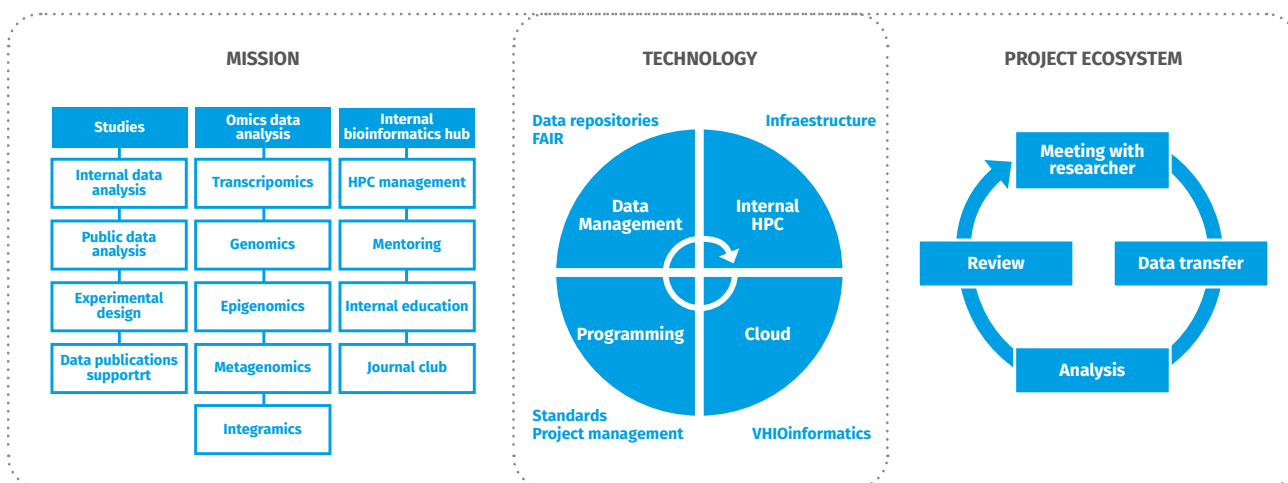 MISSION
Studies
Internal data
analysis
Public data
analysis
Experimental
design
Data publications
supportrt
Omics data
analysis
Transcripomics
Genomics
Epigenomics
Metagenomics
Integramics
Internal
bioinformatics hub
HPC management
Mentoring
Internal education
Journal club
TECHNOLOGY
Data repositories
FAIR
Infraestructure
Data
Management
Internal
HPC
Programming
Cloud
Standards
Project management
VHIOinformatics
PROJECT ECOSYSTEM
Meeting with
researcher
Data transfer
Analysis
Review